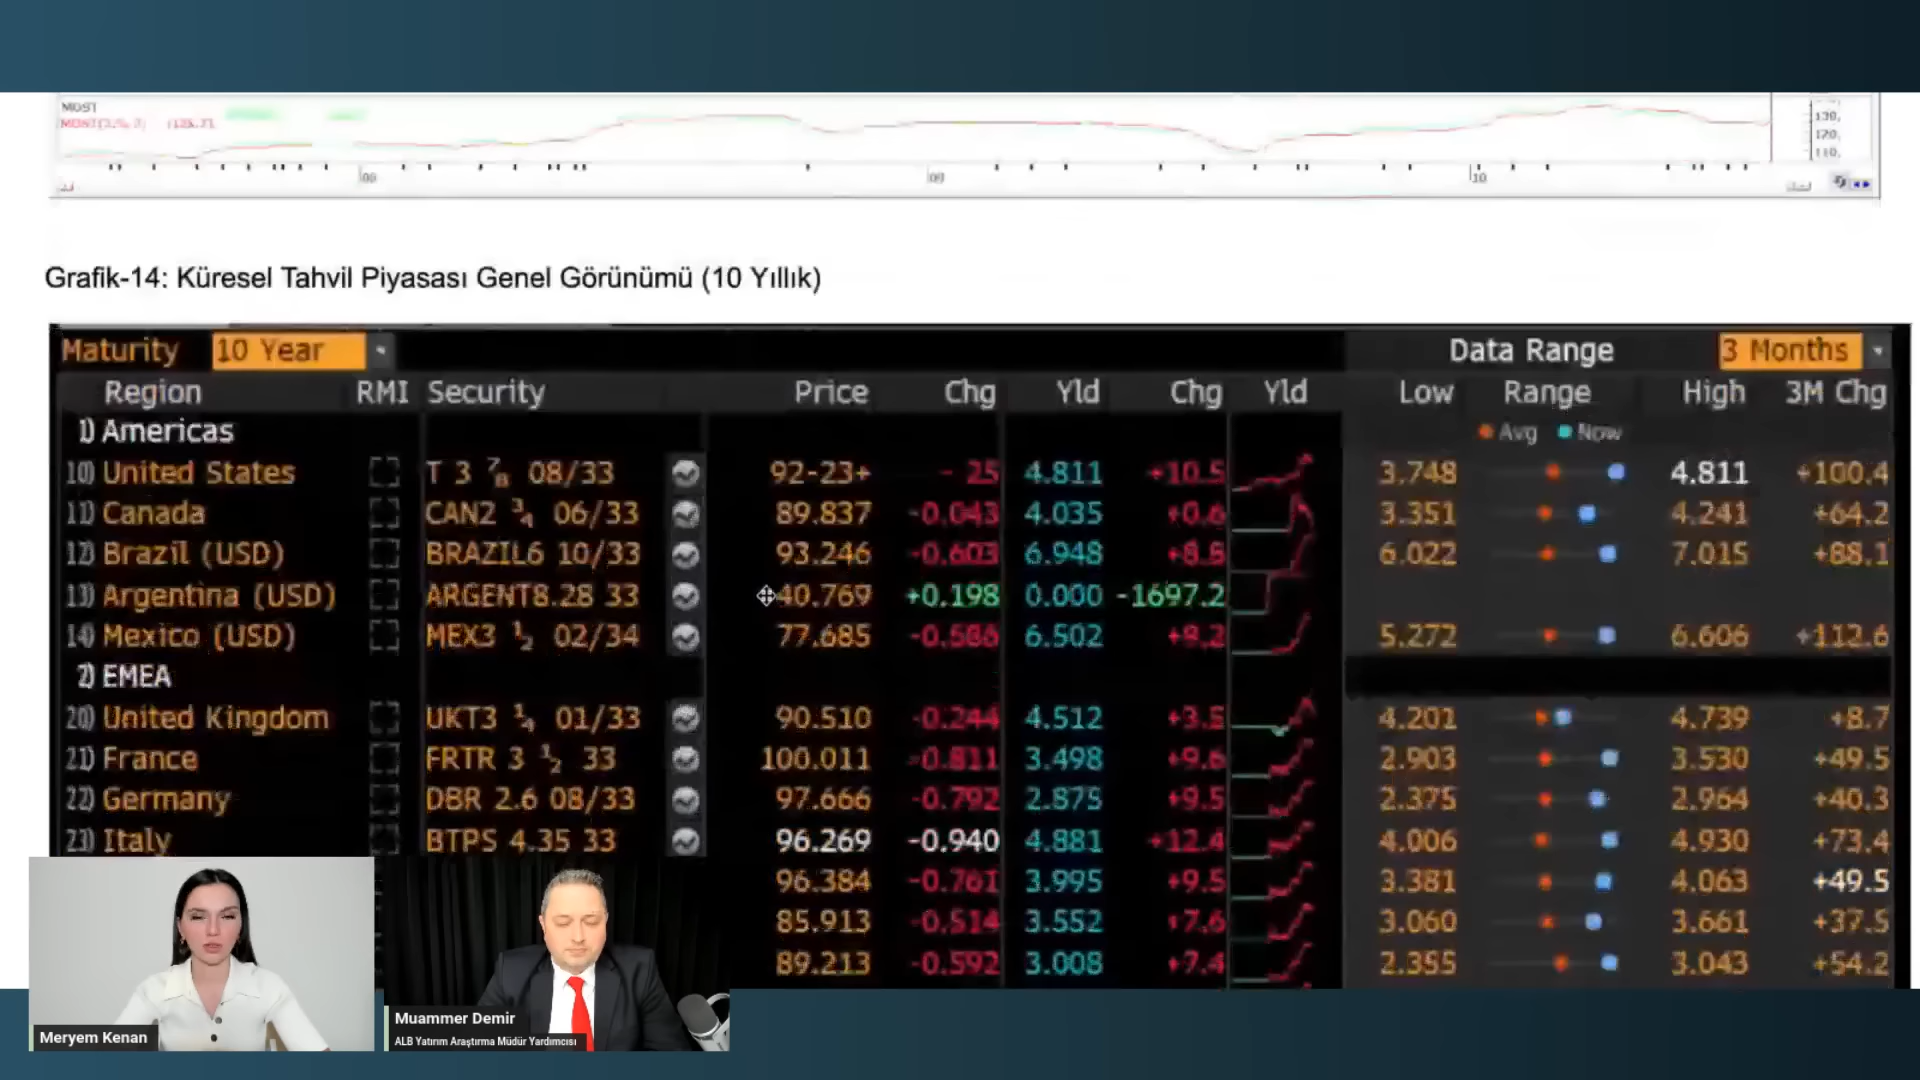 MOST
130,
120,
110,
09
10
Grafik-14: Küresel Tahvil Piyasası Genel Görünümü (10 Yıllık)
Maturity 10 Year Data Range 3 Months
Region RMI Security Price Chg Yld Chg Yld Low Range High 3M Chg
1) Americas Avg Now
10) United States T 3 7/8 08/33 92-23+ - 25 4.811 +10.5 3.748 4.811 +100.4
11) Canada CAN2 3/4 06/33 89.837 -0.043 4.035 +0.6 3.351 4.241 +64.2
12) Brazil (USD) BRAZIL6 10/33 93.246 -0.603 6.948 +8.5 6.022 7.015 +88.1
13) Argentina (USD) ARGENT8.28 33 40.769 +0.198 0.000 -1697.2
14) Mexico (USD) MEX3 1/2 02/34 77.685 -0.586 6.502 +9.2 5.272 6.606 +112.6
2) EMEA
20) United Kingdom UKT3 1/4 01/33 90.510 -0.244 4.512 +3.5 4.201 4.739 +8.7
21) France FRTR 3 1/2 33 100.011 -0.811 3.498 +9.6 2.903 3.530 +49.5
22) Germany DBR 2.6 08/33 97.666 -0.792 2.875 +9.5 2.375 2.964 +40.3
23) Italy BTPS 4.35 33 96.269 -0.940 4.881 +12.4 4.006 4.930 +73.4
96.384 -0.761 3.995 +9.5 3.381 4.063 +49.5
85.913 -0.514 3.552 +7.6 3.060 3.661 +37.5
89.213 -0.592 3.008 +7.4 2.355 3.043 +54.2
Meryem Kenan
Muammer Demir
ALB Yatırım Araştırma Müdür Yardımcısı